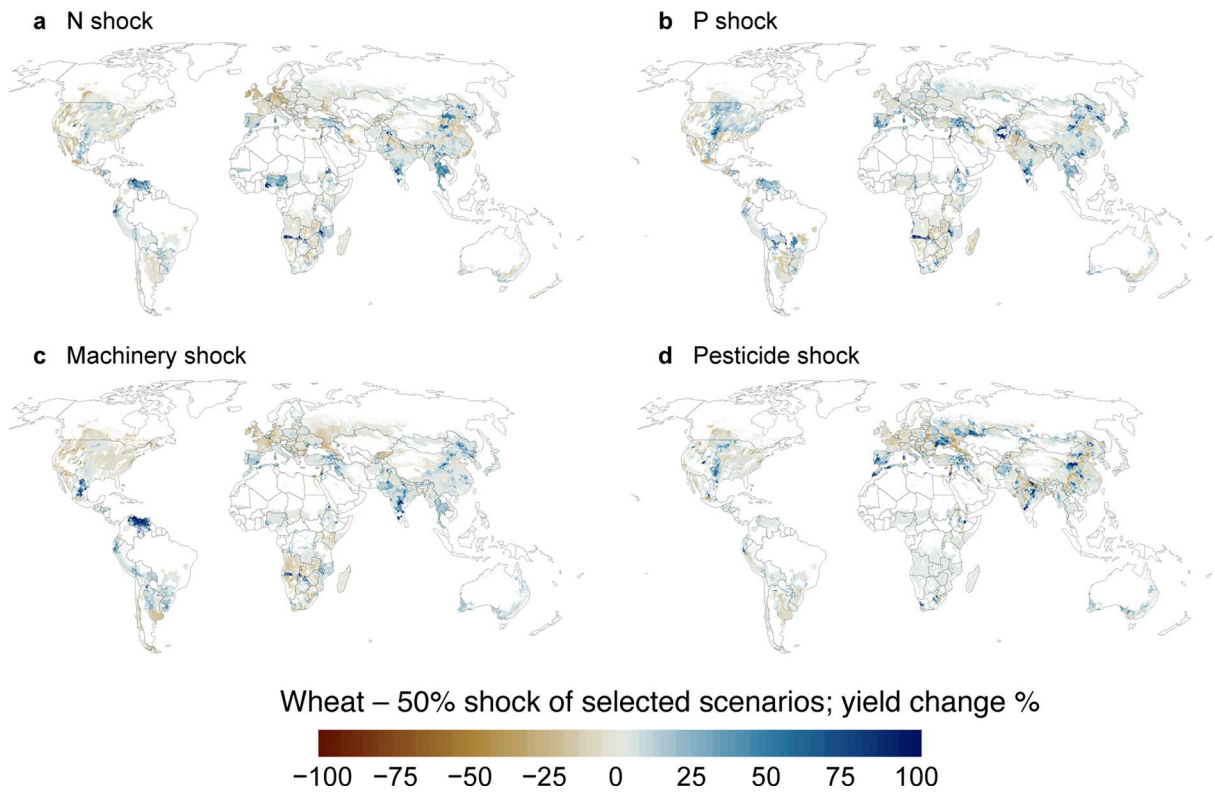 a N shock
b P shock
c Machinery shock
d Pesticide shock
Wheat – 50% shock of selected scenarios; yield change %
−100 −75 −50 −25 0 25 50 75 100